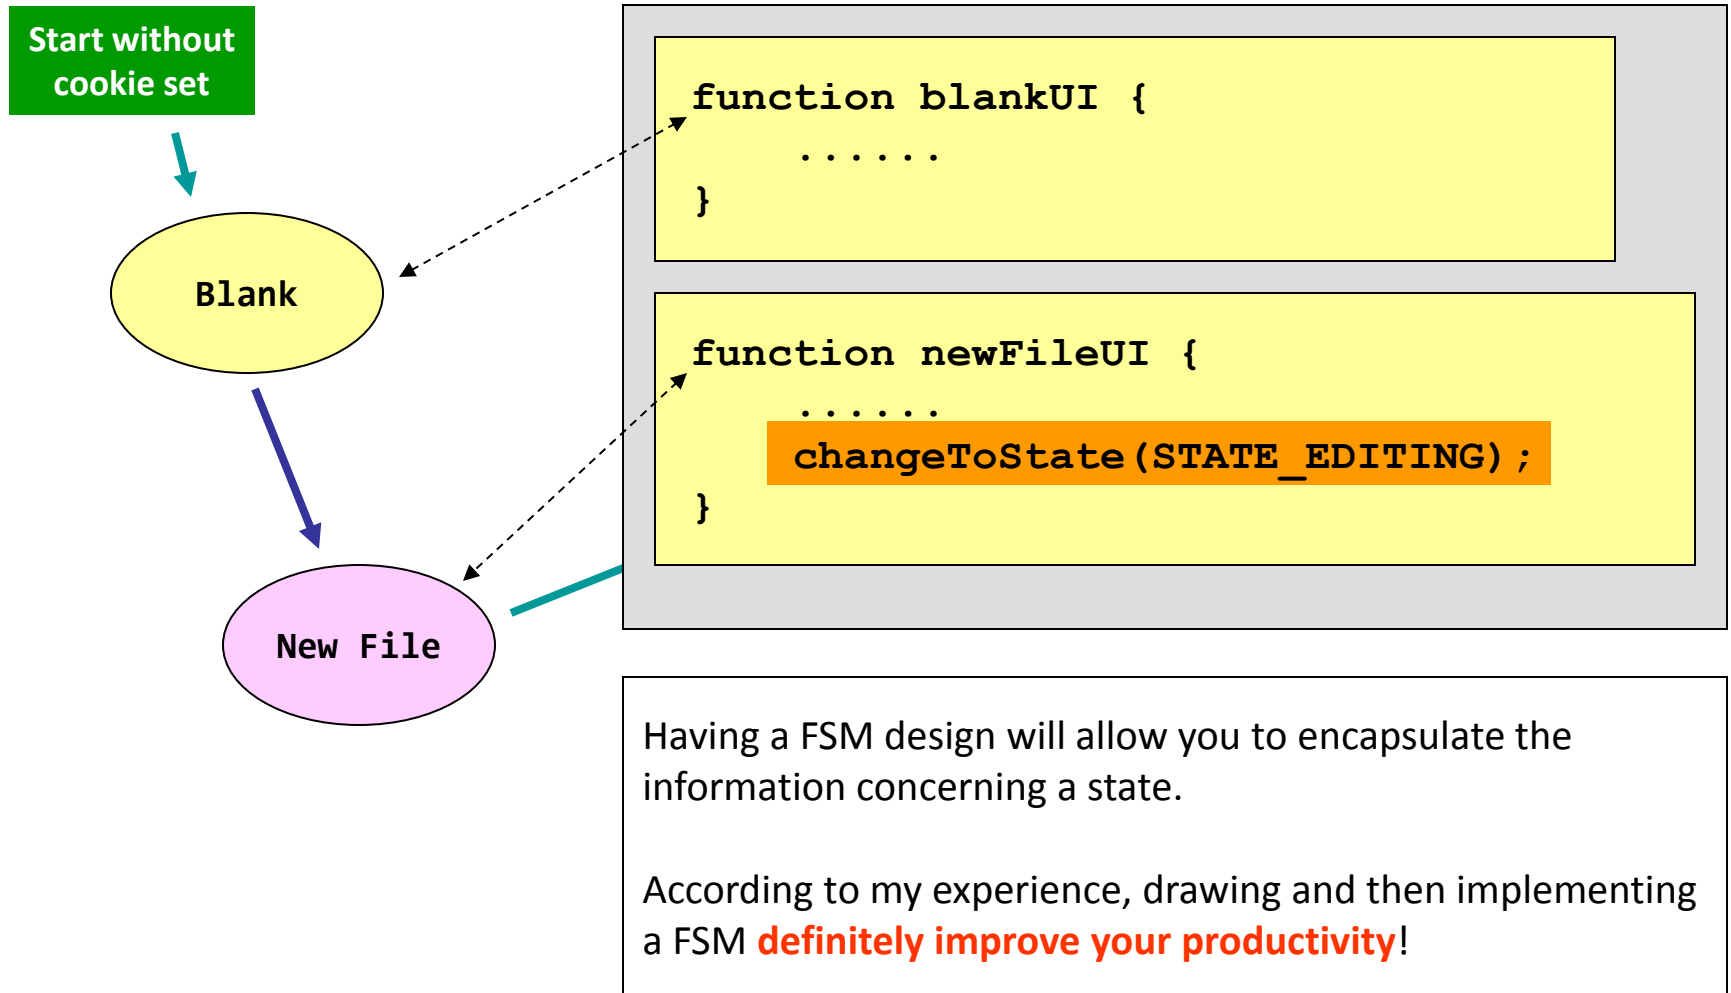 Start without
cookie set
Blank
New File
function blankUI {
......
}
function newFileUI {
......
changeToState(STATE_EDITING);
}
Having a FSM design will allow you to encapsulate the
information concerning a state.
According to my experience, drawing and then implementing
a FSM definitely improve your productivity!